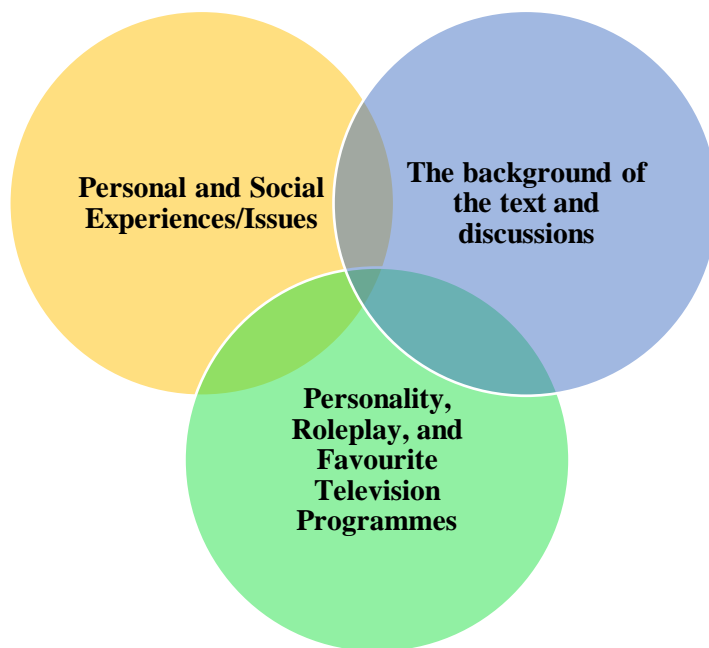 Personal and Social
Experiences/Issues
The background of
the text and
discussions
Personality,
Roleplay, and
Favourite
Television
Programmes